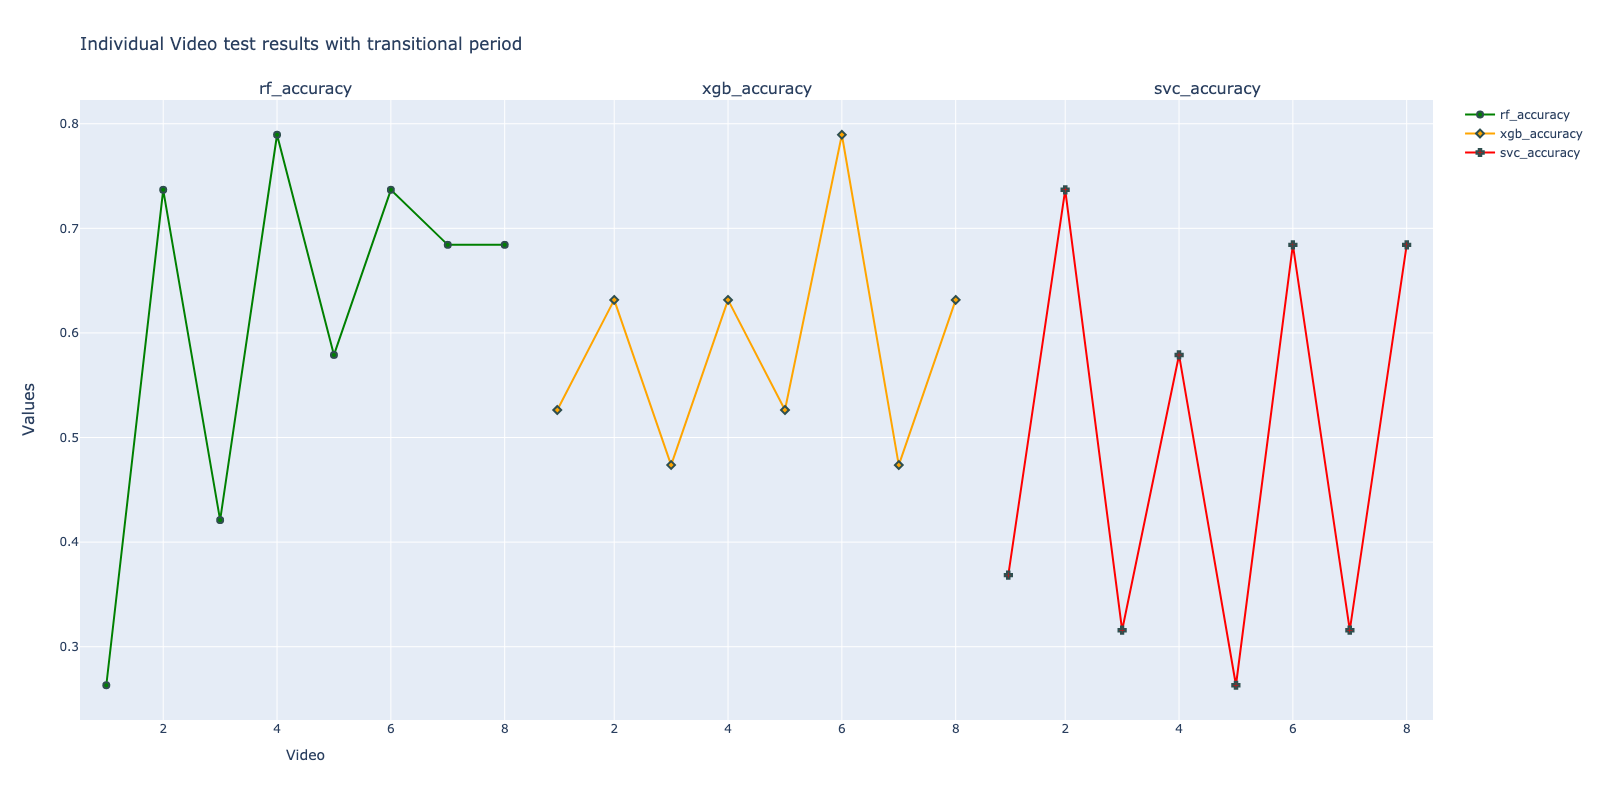 Individual Video test results with transitional period
rf_accuracy
xgb_accuracy
svc_accuracy
rf_accuracy
xgb_accuracy
svc_accuracy
0.8
0.7
0.6
0.5
0.4
0.3
Values
2 4 6 8 2 4 6 8 2 4 6 8
Video